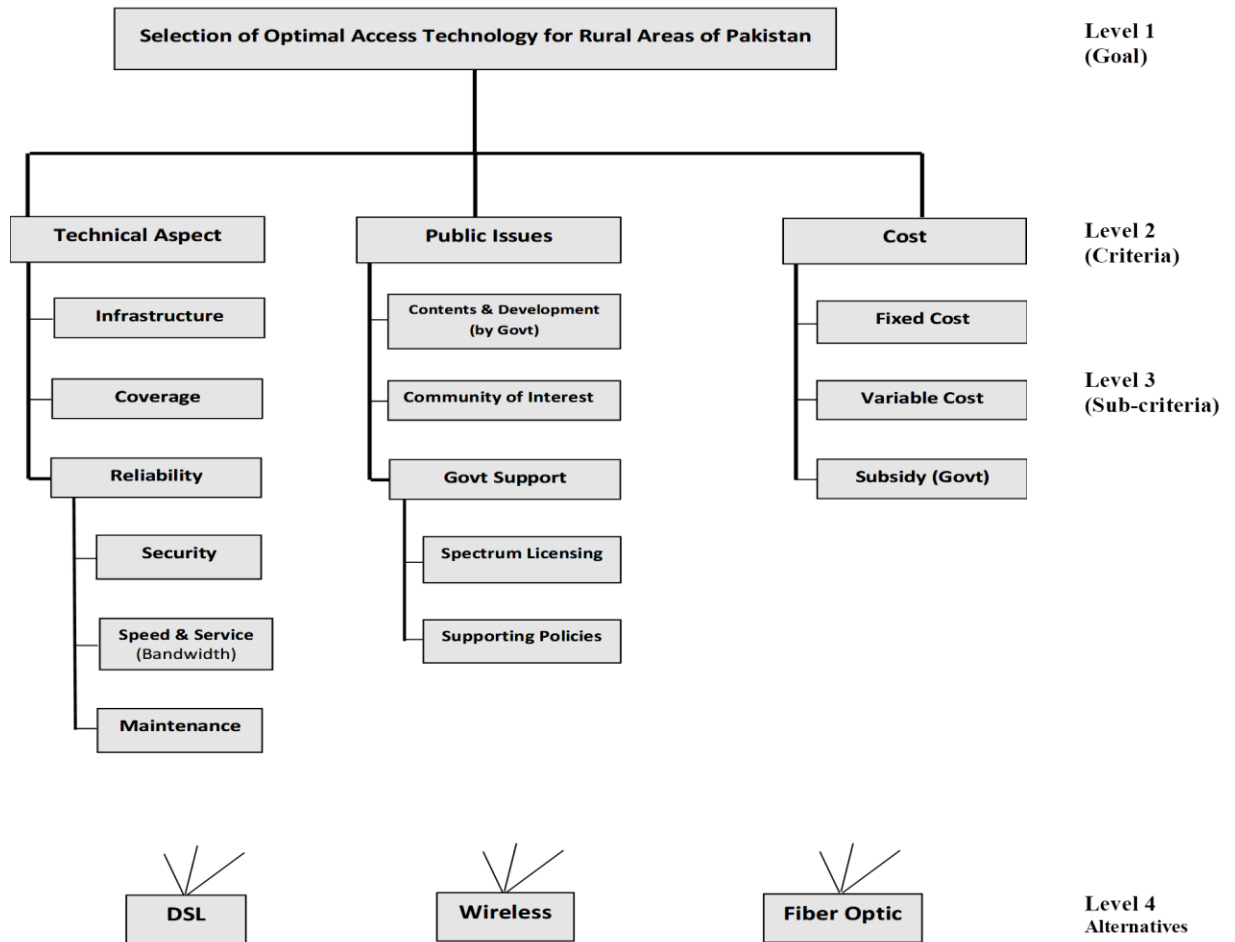 Selection of Optimal Access Technology for Rural Areas of Pakistan
Level 1
(Goal)
Technical Aspect
Public Issues
Cost
Level 2
(Criteria)
Infrastructure
Contents & Development
(by Govt)
Fixed Cost
Coverage
Community of Interest
Variable Cost
Level 3
(Sub-criteria)
Reliability
Govt Support
Subsidy (Govt)
Security
Spectrum Licensing
Speed & Service
(Bandwidth)
Supporting Policies
Maintenance
DSL
Wireless
Fiber Optic
Level 4
Alternatives